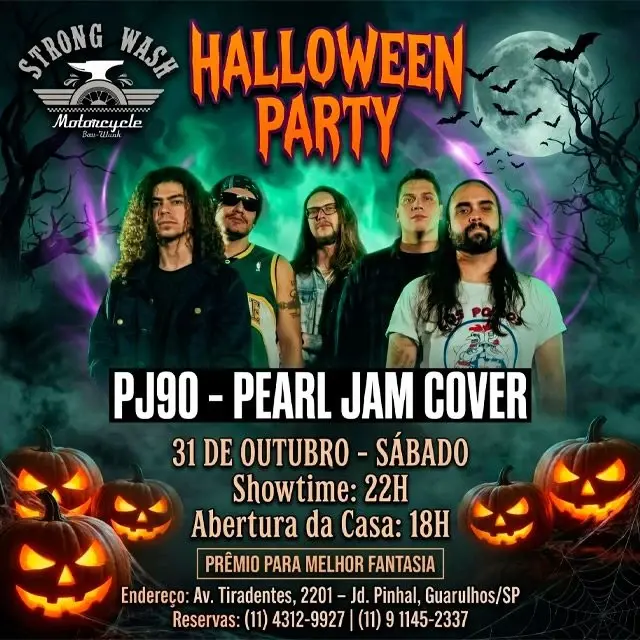 STRONG WASH
Motorcycle
HALLOWEEN
PARTY
PJ90 - PEARL JAM COVER
31 DE OUTUBRO - SÁBADO
Showtime: 22H
Abertura da Casa: 18H
PRÊMIO PARA MELHOR FANTASIA
Endereço: Av. Tiradentes, 2201 – Jd. Pinhal, Guarulhos/SP
Reservas: (11) 4312-9927 | (11) 9 1145-2337